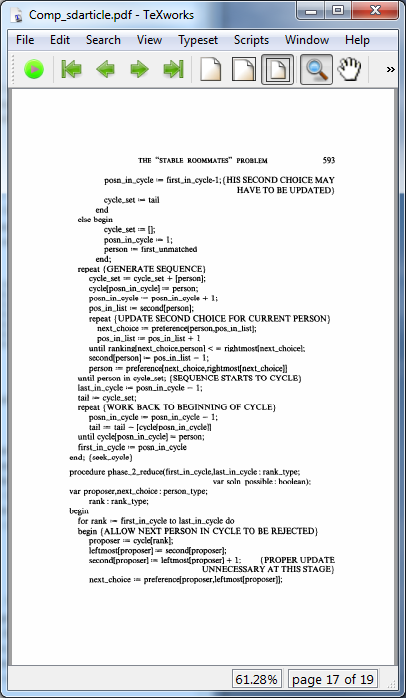 Comp_sdarticle.pdf - TeXworks
File Edit Search View Typeset Scripts Window Help
»
THE "STABLE ROOMMATES" PROBLEM 593
posn_in_cycle := first_in_cycle-1; {HIS SECOND CHOICE MAY
HAVE TO BE UPDATED}
cycle_set := tail
end
else begin
cycle_set := [];
posn_in_cycle := 1;
person := first_unmatched
end;
repeat {GENERATE SEQUENCE}
cycle_set := cycle_set + [person];
cycle[posn_in_cycle] := person;
posn_in_cycle := posn_in_cycle + 1;
pos_in_list := second[person];
repeat {UPDATE SECOND CHOICE FOR CURRENT PERSON}
next_choice := preference[person,pos_in_list];
pos_in_list := pos_in_list + 1
until ranking[next_choice,person] < = rightmost[next_choice];
second[person] := pos_in_list - 1;
person := preference[next_choice,rightmost[next_choice]]
until person in cycle_set; {SEQUENCE STARTS TO CYCLE}
last_in_cycle := posn_in_cycle - 1;
tail := cycle_set;
repeat {WORK BACK TO BEGINNING OF CYCLE}
posn_in_cycle := posn_in_cycle - 1;
tail := tail - [cycle[posn_in_cycle]]
until cycle[posn_in_cycle] = person;
first_in_cycle := posn_in_cycle
end; {seek_cycle}
procedure phase_2_reduce(first_in_cycle,last_in_cycle : rank_type;
var soln_possible : boolean);
var proposer,next_choice : person_type;
rank : rank_type;
begin
for rank := first_in_cycle to last_in_cycle do
begin {ALLOW NEXT PERSON IN CYCLE TO BE REJECTED}
proposer := cycle[rank];
leftmost[proposer] := second[proposer];
second[proposer] := leftmost[proposer] + 1; {PROPER UPDATE
UNNECESSARY AT THIS STAGE}
next_choice := preference[proposer,leftmost[proposer]];
61.28% page 17 of 19